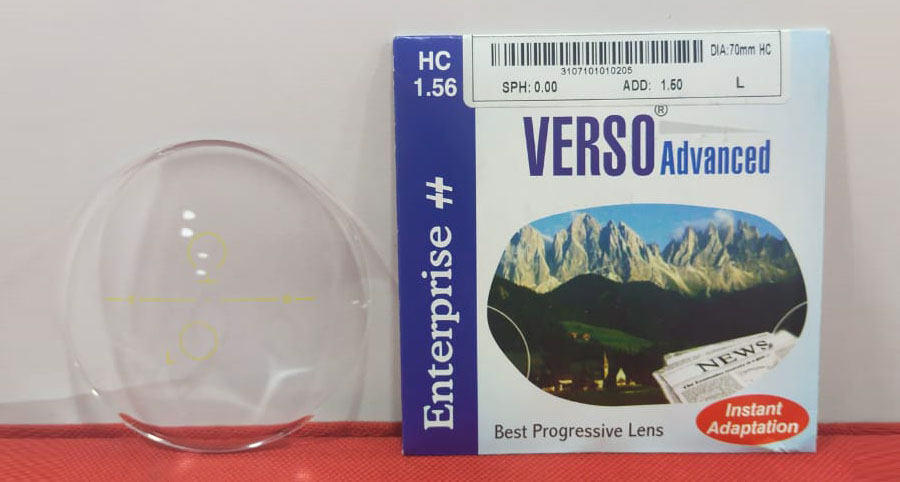 HC
1.56
Enterprise #
DIA:70mm HC
3107101010205
SPH: 0.00 ADD: 1.50 L
VERSO® Advanced
NEWS
Best Progressive Lens
Instant
Adaptation
L